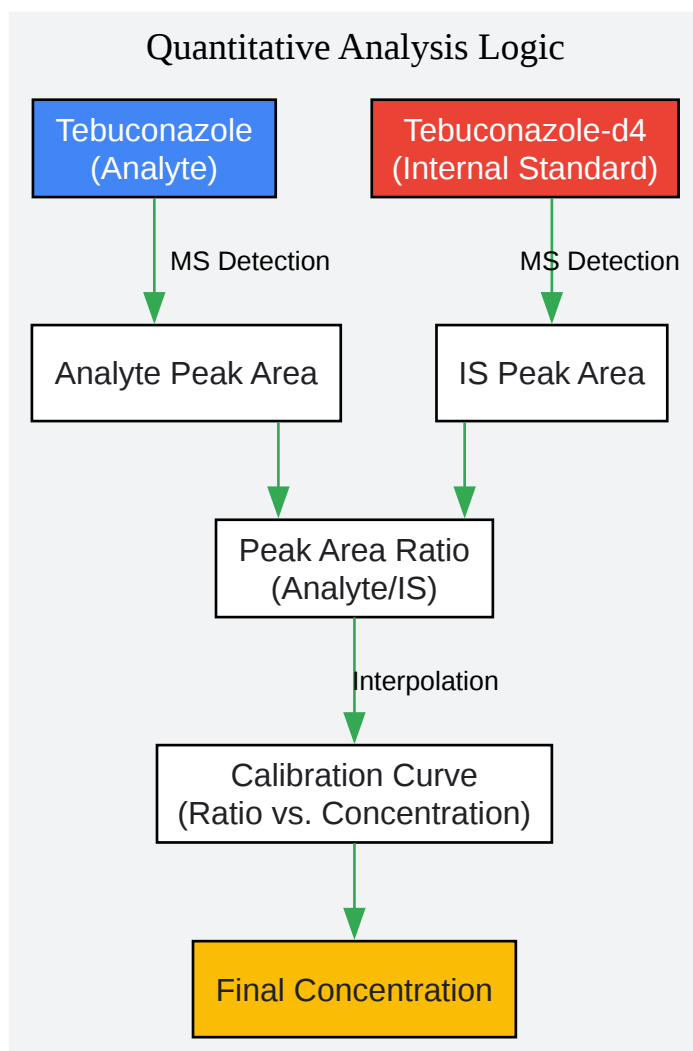 Quantitative Analysis Logic
Tebuconazole
(Analyte)
Tebuconazole-d4
(Internal Standard)
MS Detection
MS Detection
Analyte Peak Area
IS Peak Area
Peak Area Ratio
(Analyte/IS)
Interpolation
Calibration Curve
(Ratio vs. Concentration)
Final Concentration